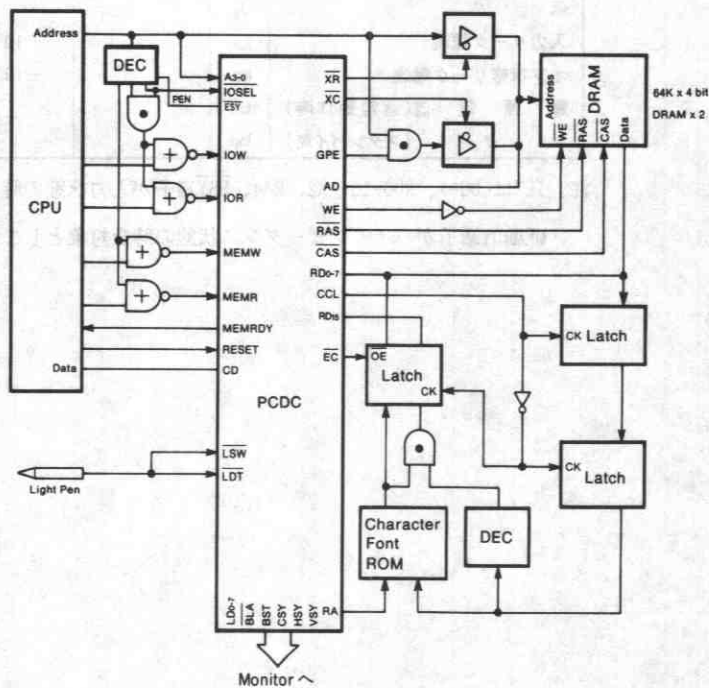 Address
DEC
PEN
CPU
Data
A3-0
IOSEL
ESV
IOW
IOR
MEMW
MEMR
MEMRDY
RESET
CD
PCDC
LSW
LDT
LD0-7
BLA
BST
CSY
HSY
VSY
RA
XR
XC
GPE
AD
WE
RAS
CAS
RD0-7
CCL
RD15
EC
Address
WE
DRAM
RAS
CAS
Data
64K x 4 bit
DRAM x 2
CK Latch
OE
Latch
CK
CK
Latch
Character
Font
ROM
DEC
Light Pen
Monitor へ